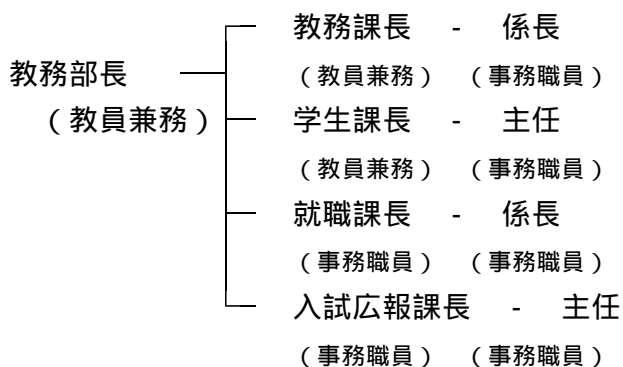 教務課長 - 係長
教務部長 （教員兼務） （事務職員）
（教員兼務） 学生課長 - 主任
（教員兼務） （事務職員）
就職課長 - 係長
（事務職員） （事務職員）
入試広報課長 - 主任
（事務職員） （事務職員）